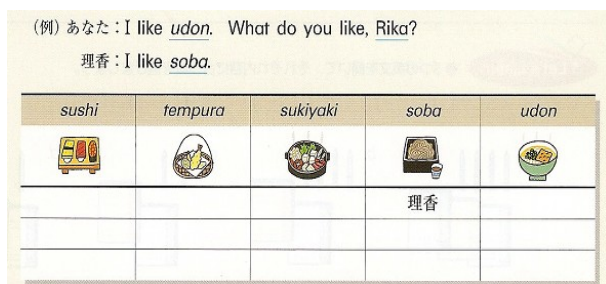 (例) あなた：I like udon. What do you like, Rika?
理香：I like soba.
sushi tempura sukiyaki soba udon
理香